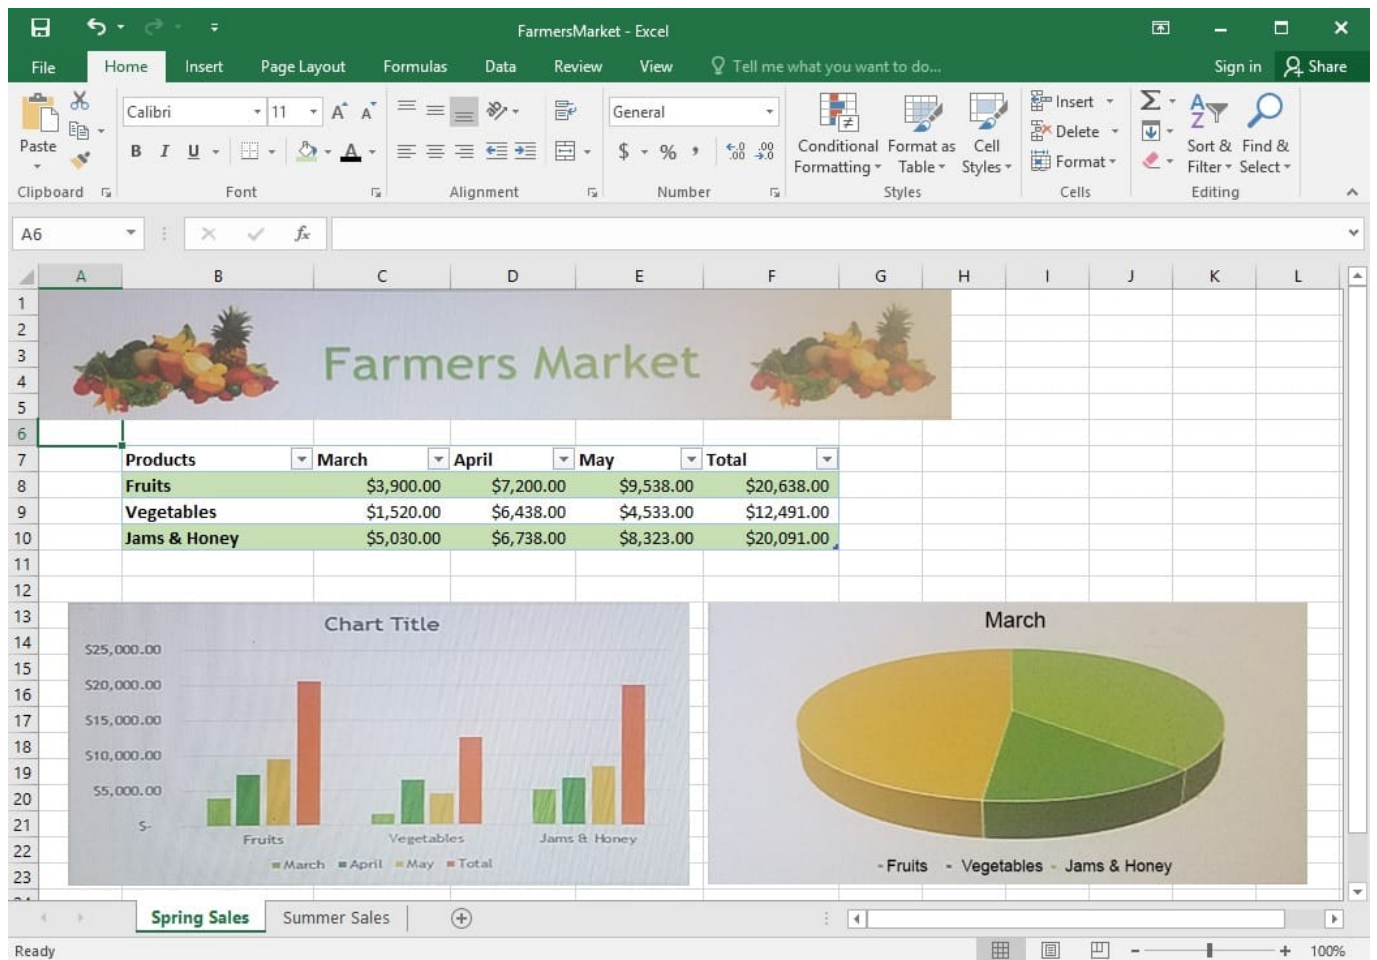 FarmersMarket - Excel
File Home Insert Page Layout Formulas Data Review View Tell me what you want to do... Sign in Share
Calibri 11 A A General Insert
Delete
Paste B I U A $ % , .00 .0 Conditional Format as Cell Format Sort & Find &
Formatting Table Styles Filter Select
Clipboard Font Alignment Number Styles Cells Editing
A6 fx
A B C D E F G H I J K L
1
2
3 Farmers Market
4
5
6
7 Products March April May Total
8 Fruits $3,900.00 $7,200.00 $9,538.00 $20,638.00
9 Vegetables $1,520.00 $6,438.00 $4,533.00 $12,491.00
10 Jams & Honey $5,030.00 $6,738.00 $8,323.00 $20,091.00
11
12
13 Chart Title March
14 $25,000.00
15
16 $20,000.00
17 $15,000.00
18 $10,000.00
19
20 $5,000.00
21 $-
22 Fruits Vegetables Jams & Honey
23 March April May Total Fruits Vegetables Jams & Honey
Spring Sales Summer Sales
Ready 100%